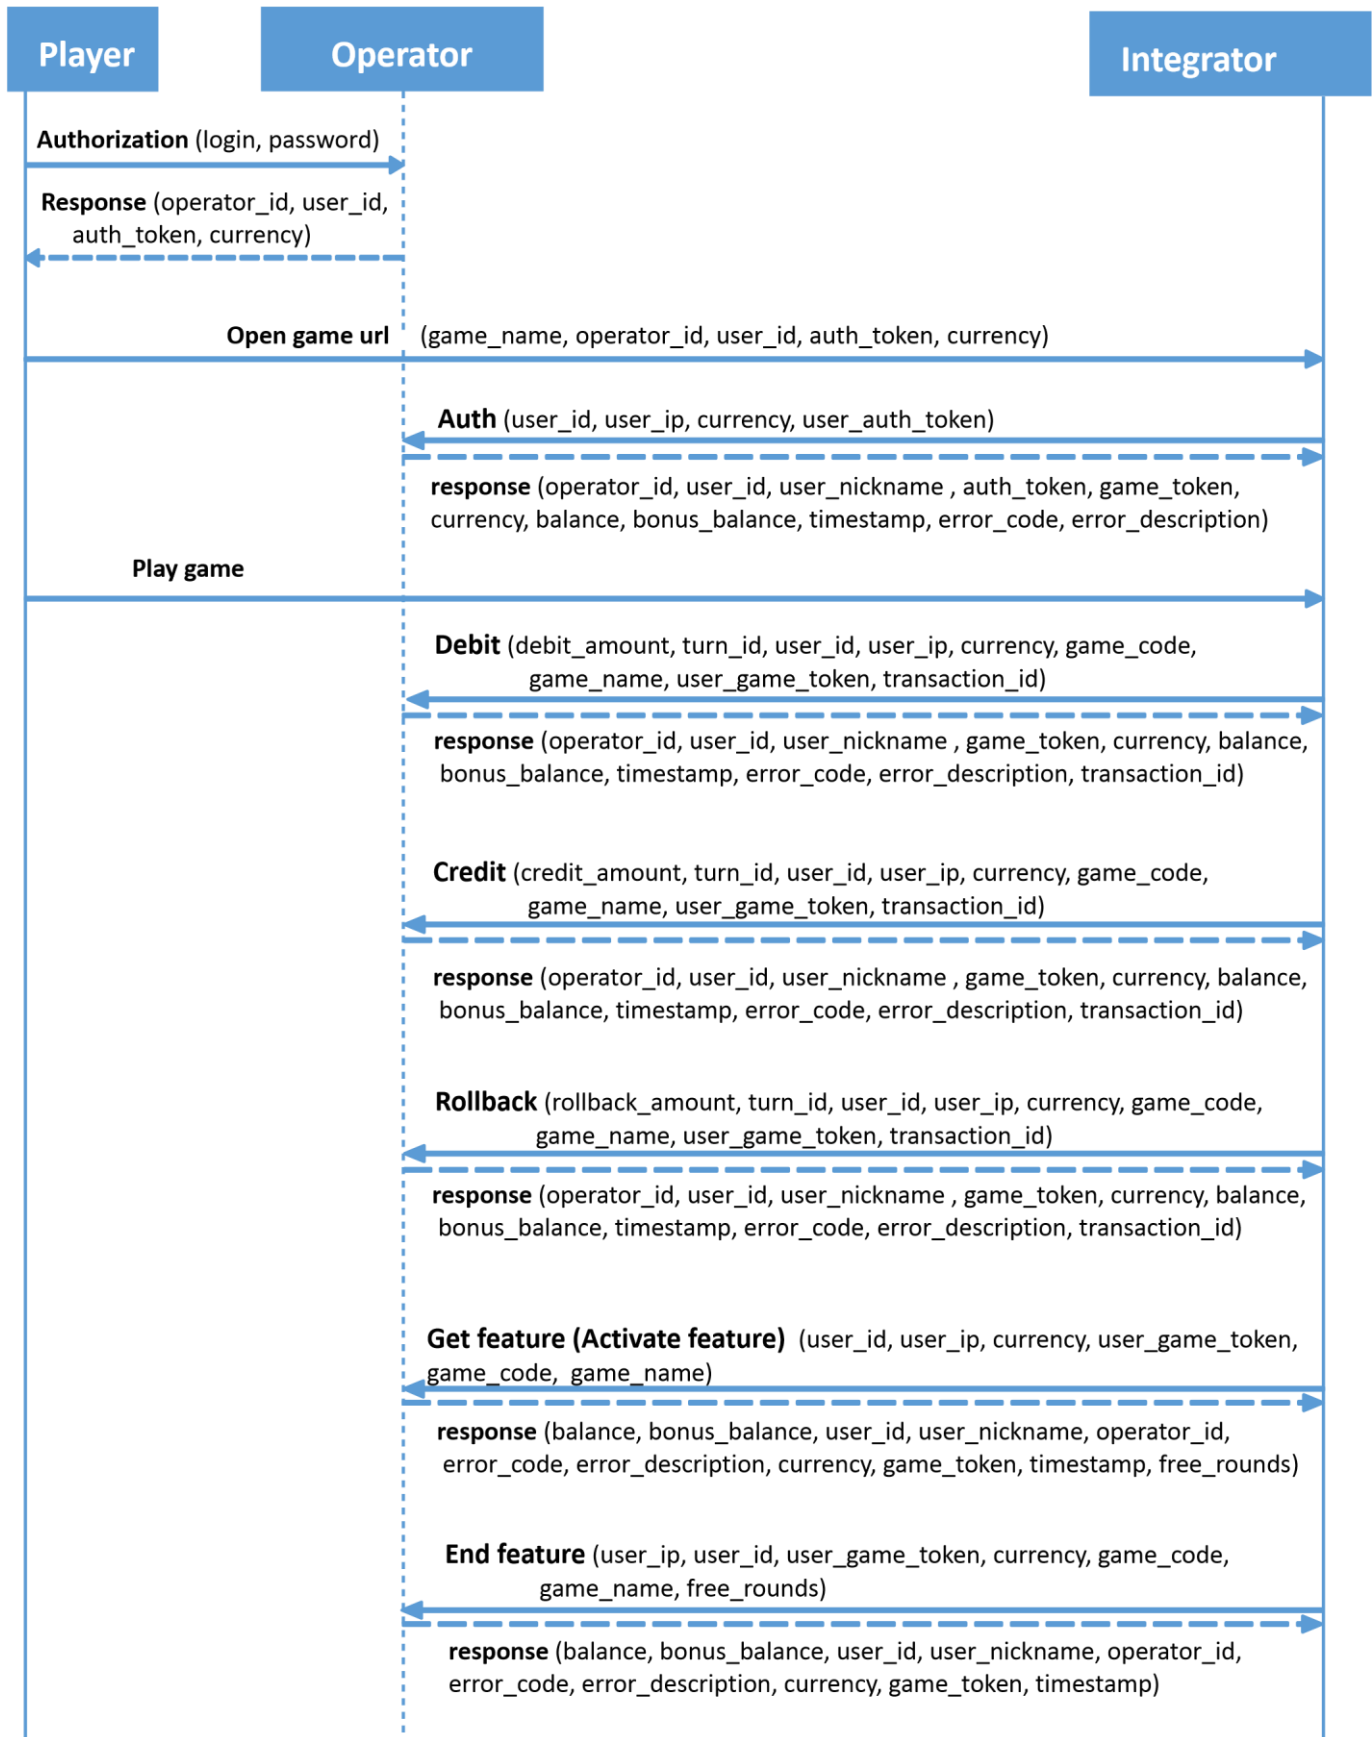 Player
Operator
Integrator
Authorization (login, password)
Response (operator_id, user_id,
auth_token, currency)
Open game url (game_name, operator_id, user_id, auth_token, currency)
Auth (user_id, user_ip, currency, user_auth_token)
response (operator_id, user_id, user_nickname , auth_token, game_token,
currency, balance, bonus_balance, timestamp, error_code, error_description)
Play game
Debit (debit_amount, turn_id, user_id, user_ip, currency, game_code,
game_name, user_game_token, transaction_id)
response (operator_id, user_id, user_nickname , game_token, currency, balance,
bonus_balance, timestamp, error_code, error_description, transaction_id)
Credit (credit_amount, turn_id, user_id, user_ip, currency, game_code,
game_name, user_game_token, transaction_id)
response (operator_id, user_id, user_nickname , game_token, currency, balance,
bonus_balance, timestamp, error_code, error_description, transaction_id)
Rollback (rollback_amount, turn_id, user_id, user_ip, currency, game_code,
game_name, user_game_token, transaction_id)
response (operator_id, user_id, user_nickname , game_token, currency, balance,
bonus_balance, timestamp, error_code, error_description, transaction_id)
Get feature (Activate feature) (user_id, user_ip, currency, user_game_token,
game_code, game_name)
response (balance, bonus_balance, user_id, user_nickname, operator_id,
error_code, error_description, currency, game_token, timestamp, free_rounds)
End feature (user_ip, user_id, user_game_token, currency, game_code,
game_name, free_rounds)
response (balance, bonus_balance, user_id, user_nickname, operator_id,
error_code, error_description, currency, game_token, timestamp)